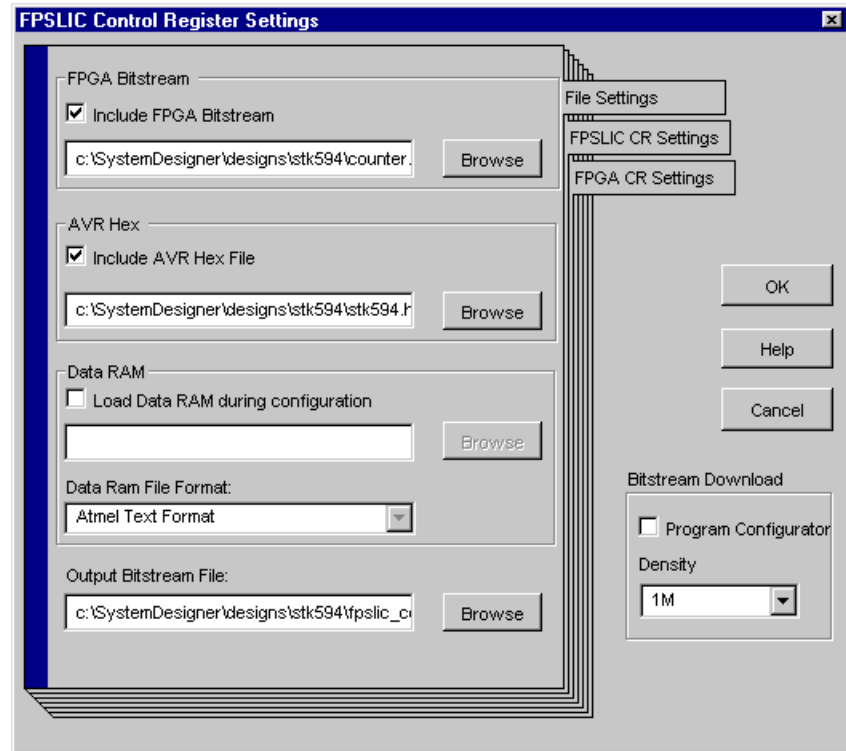 FPSLIC Control Register Settings
FPGA Bitstream
Include FPGA Bitstream
c:\SystemDesigner\designs\stk594\counter.
Browse
File Settings
FPSLIC CR Settings
FPGA CR Settings
AVR Hex
Include AVR Hex File
c:\SystemDesigner\designs\stk594\stk594.h
Browse
OK
Help
Cancel
Data RAM
Load Data RAM during configuration
Browse
Data Ram File Format:
Atmel Text Format
Output Bitstream File:
c:\SystemDesigner\designs\stk594\fpslic_co
Browse
Bitstream Download
Program Configurator
Density
1M